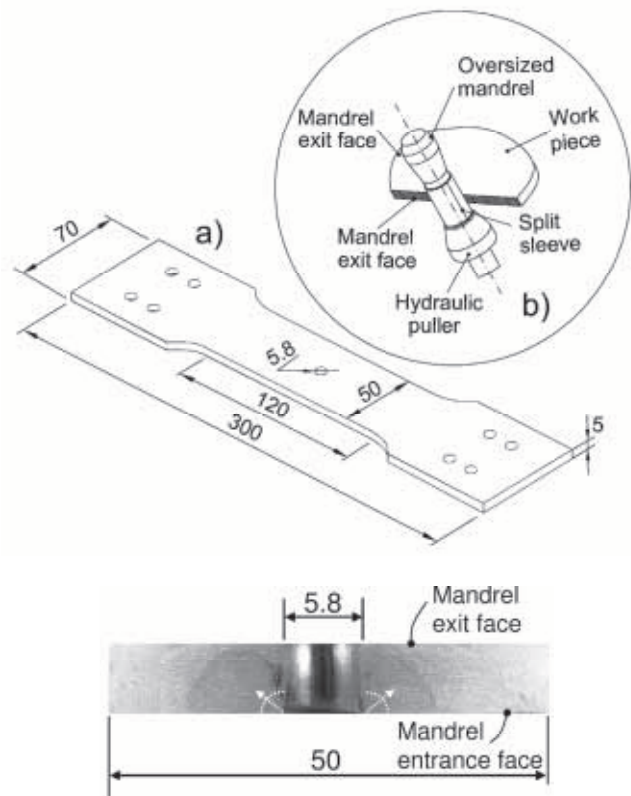 Oversized
mandrel
Mandrel
exit face
Work
piece
70
a)
Mandrel
exit face
Split
sleeve
Hydraulic
puller
b)
5.8
50
120
300
5
5.8
Mandrel
exit face
Mandrel
entrance face
50